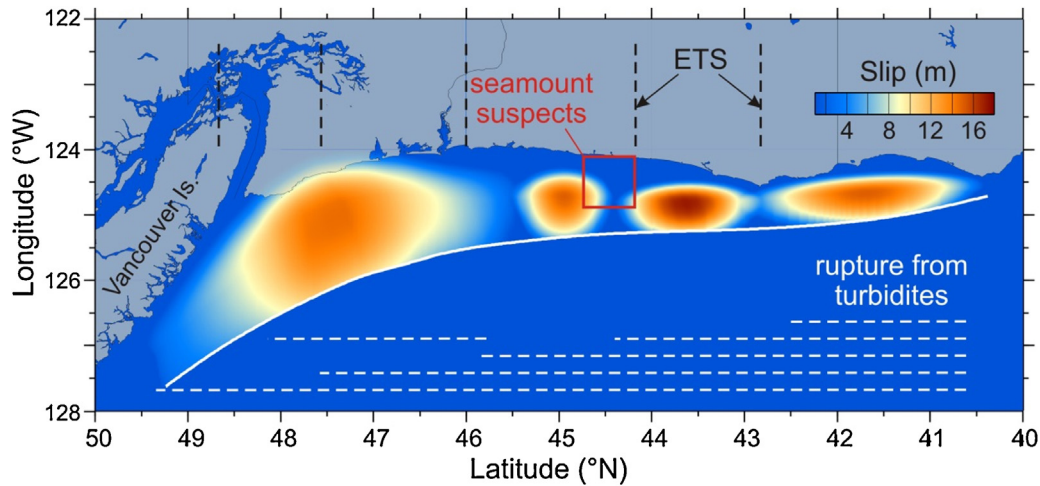 122
124
126
128
Longitude (°W)
Vancouver Is.
seamount
suspects
ETS
Slip (m)
4 8 12 16
rupture from
turbidites
50 49 48 47 46 45 44 43 42 41 40
Latitude (°N)